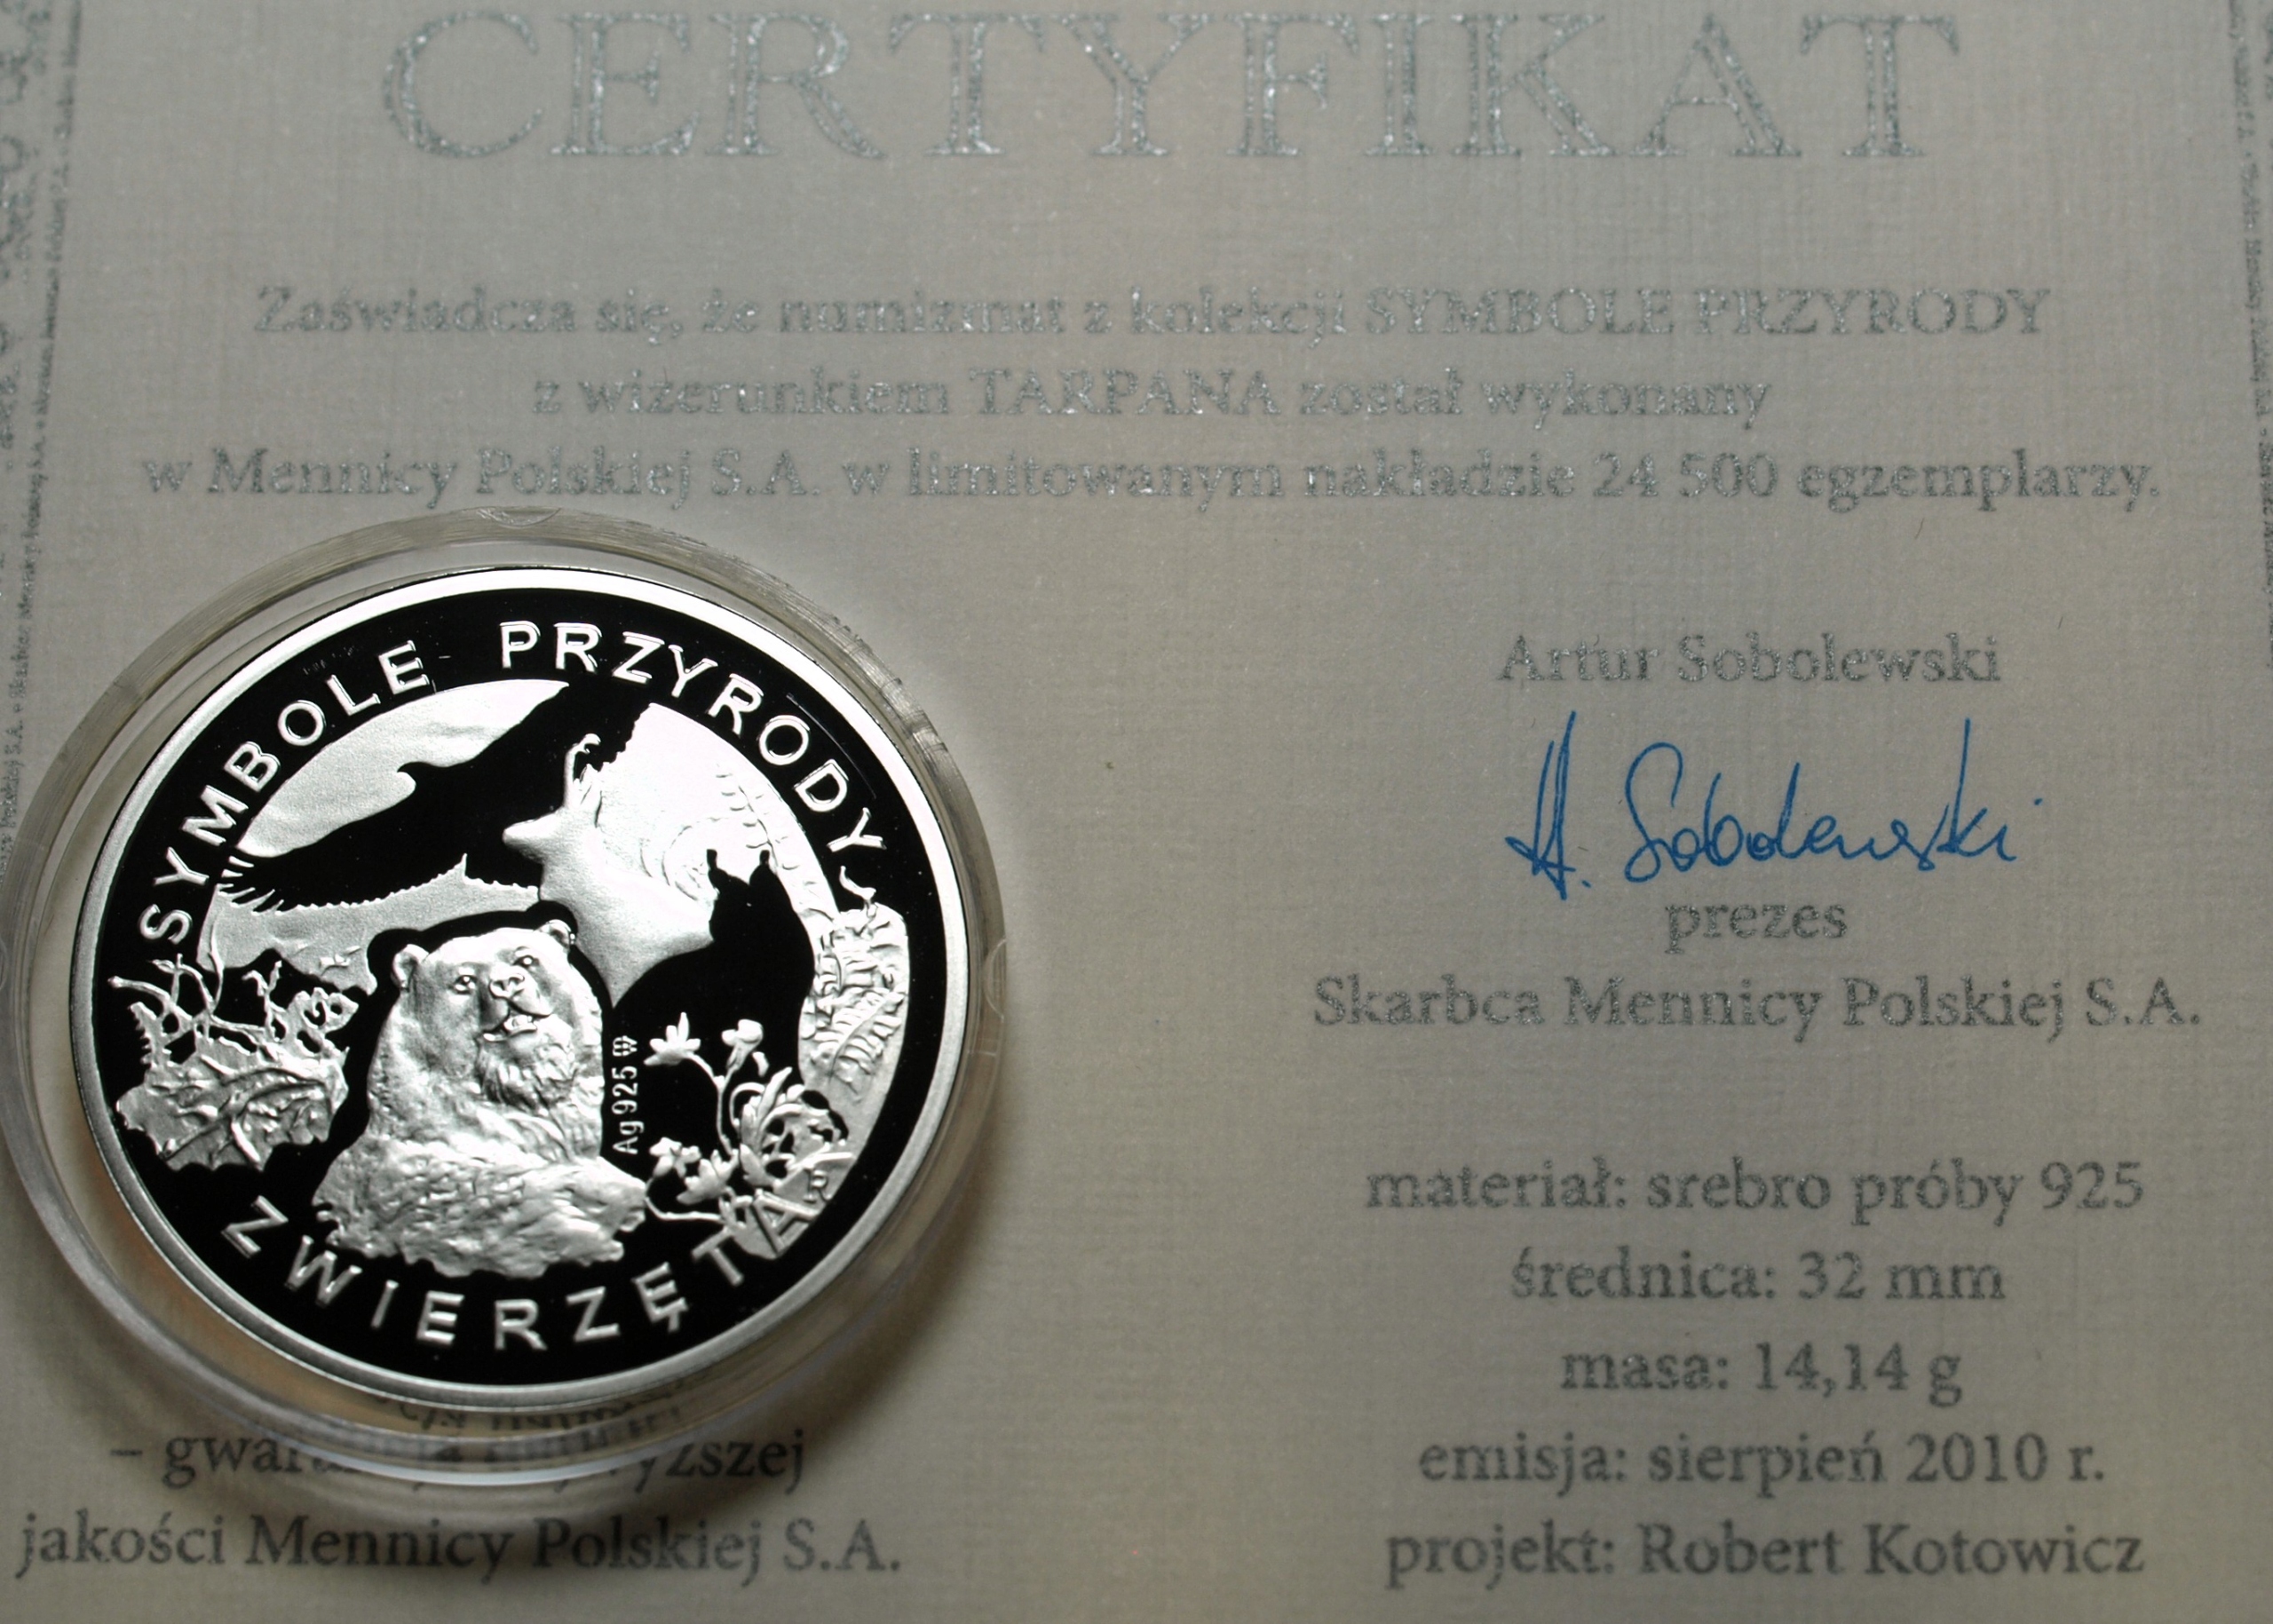 CERTYFIKAT
Zaświadcza się, że numizmat z kolekcji SYMBOLE PRZYRODY
z wizerunkiem TARPANA został wykonany
w Mennicy Polskiej S.A. w limitowanym nakładzie 24 500 egzemplarzy.
Artur Sobolewski
A. Sobolewski
prezes
Skarbca Mennicy Polskiej S.A.
materiał: srebro próby 925
średnica: 32 mm
masa: 14,14 g
emisja: sierpień 2010 r.
projekt: Robert Kotowicz
SYMBOLE PRZYRODY
Ag 925
ZWIERZĘTA
jakości Mennicy Polskiej S.A.